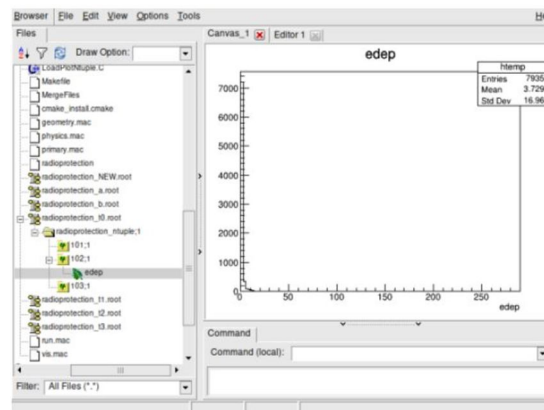 Browser File Edit View Options Tools
Files
Draw Option:
LoadPlotNtuple.C
Makefile
MergeFiles
cmake_install.cmake
geometry.mac
physics.mac
primary.mac
radioprotection
radioprotection_NEW.root
radioprotection_a.root
radioprotection_b.root
radioprotection_t0.root
radioprotection_ntuple;1
101;1
102;1
edep
103;1
radioprotection_t1.root
radioprotection_t2.root
radioprotection_t3.root
run.mac
vis.mac
Filter: All Files (*.*)
Canvas_1 Editor 1
edep
htemp
Entries 7935
Mean 3.729
Std Dev 16.96
7000
6000
5000
4000
3000
2000
1000
0
0 50 100 150 200 250
edep
Command
Command (local):